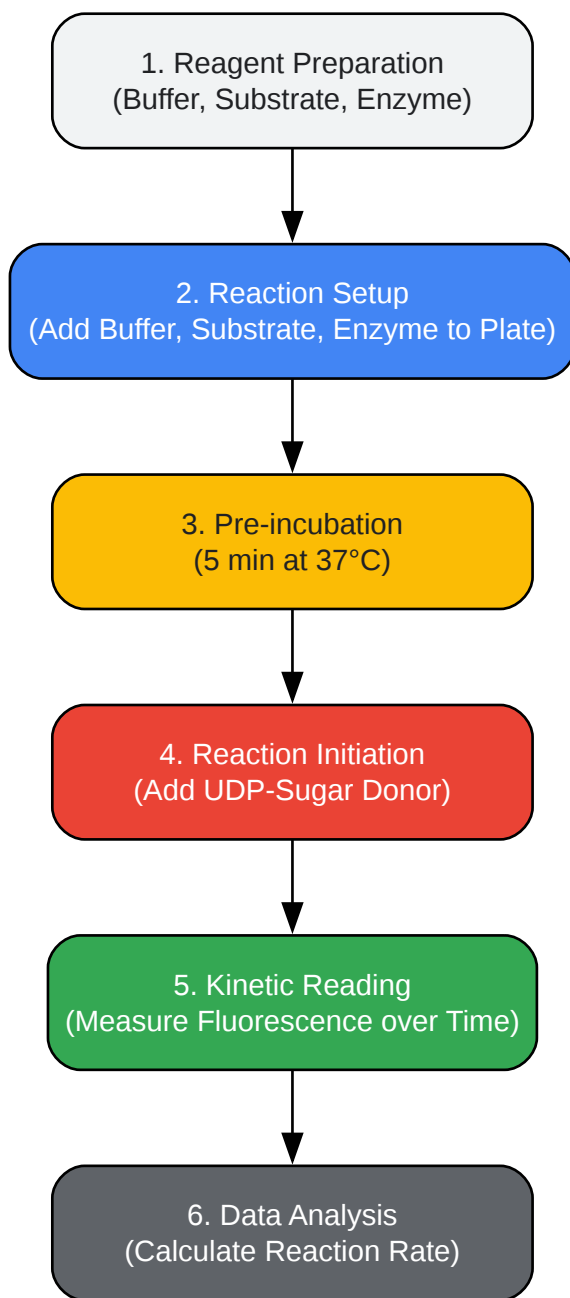 1. Reagent Preparation
(Buffer, Substrate, Enzyme)
2. Reaction Setup
(Add Buffer, Substrate, Enzyme to Plate)
3. Pre-incubation
(5 min at 37°C)
4. Reaction Initiation
(Add UDP-Sugar Donor)
5. Kinetic Reading
(Measure Fluorescence over Time)
6. Data Analysis
(Calculate Reaction Rate)